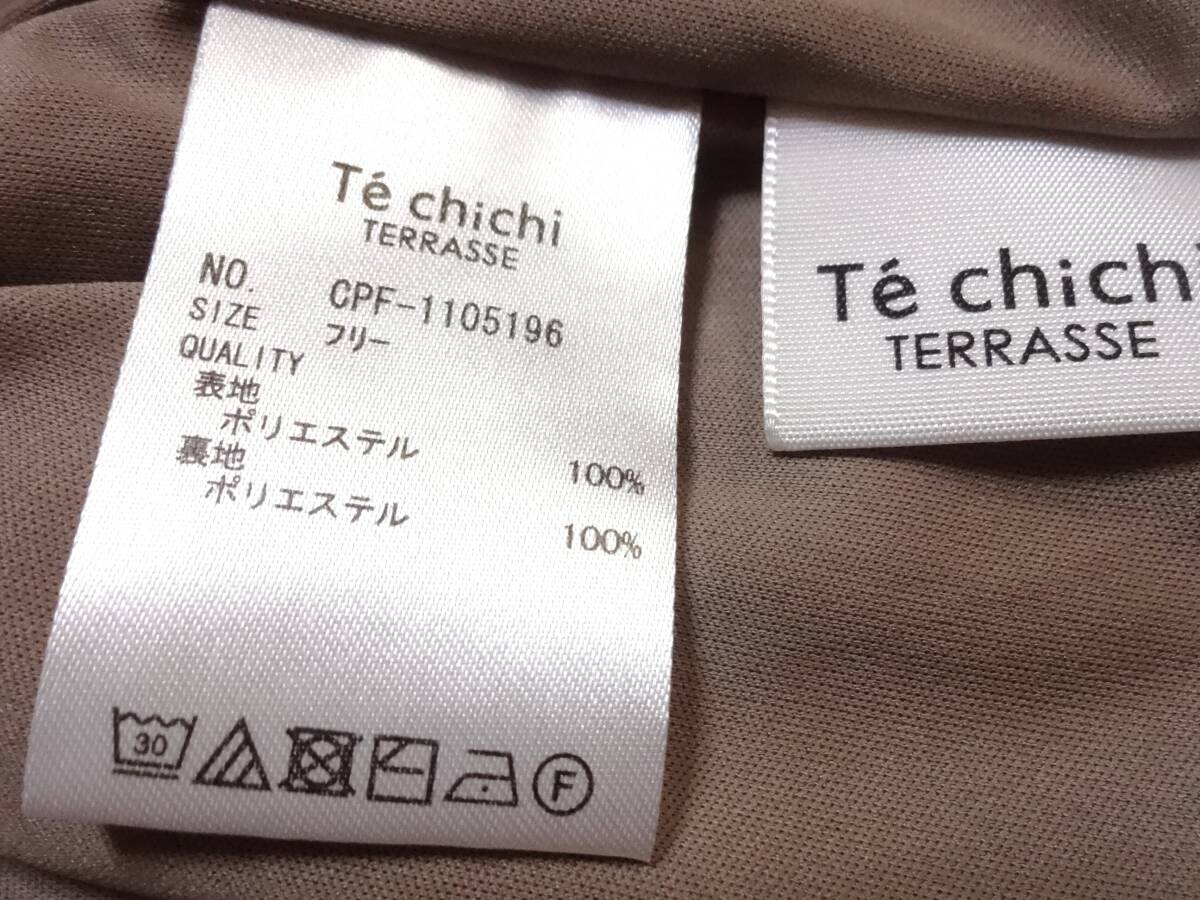 Té chichi
TERRASSE
NO. CPF-1105196
SIZE フリー
QUALITY
表地
ポリエステル 100%
裏地
ポリエステル 100%
30
F
Té chichi
TERRASSE